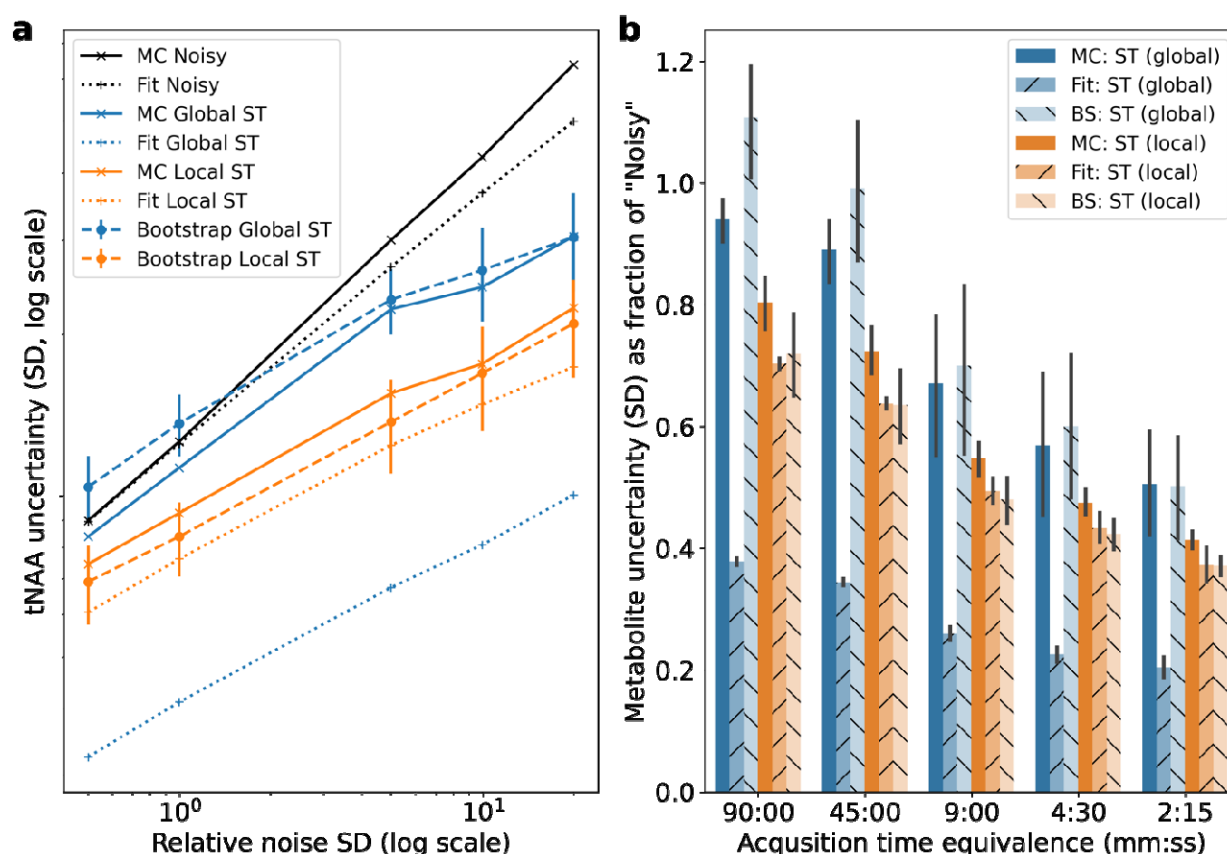 a
MC Noisy
Fit Noisy
MC Global ST
Fit Global ST
MC Local ST
Fit Local ST
Bootstrap Global ST
Bootstrap Local ST
tNAA uncertainty (SD, log scale)
10⁰
10¹
Relative noise SD (log scale)
b
MC: ST (global)
Fit: ST (global)
BS: ST (global)
MC: ST (local)
Fit: ST (local)
BS: ST (local)
Metabolite uncertainty (SD) as fraction of "Noisy"
1.2
1.0
0.8
0.6
0.4
0.2
0.0
90:00
45:00
9:00
4:30
2:15
Acqusition time equivalence (mm:ss)